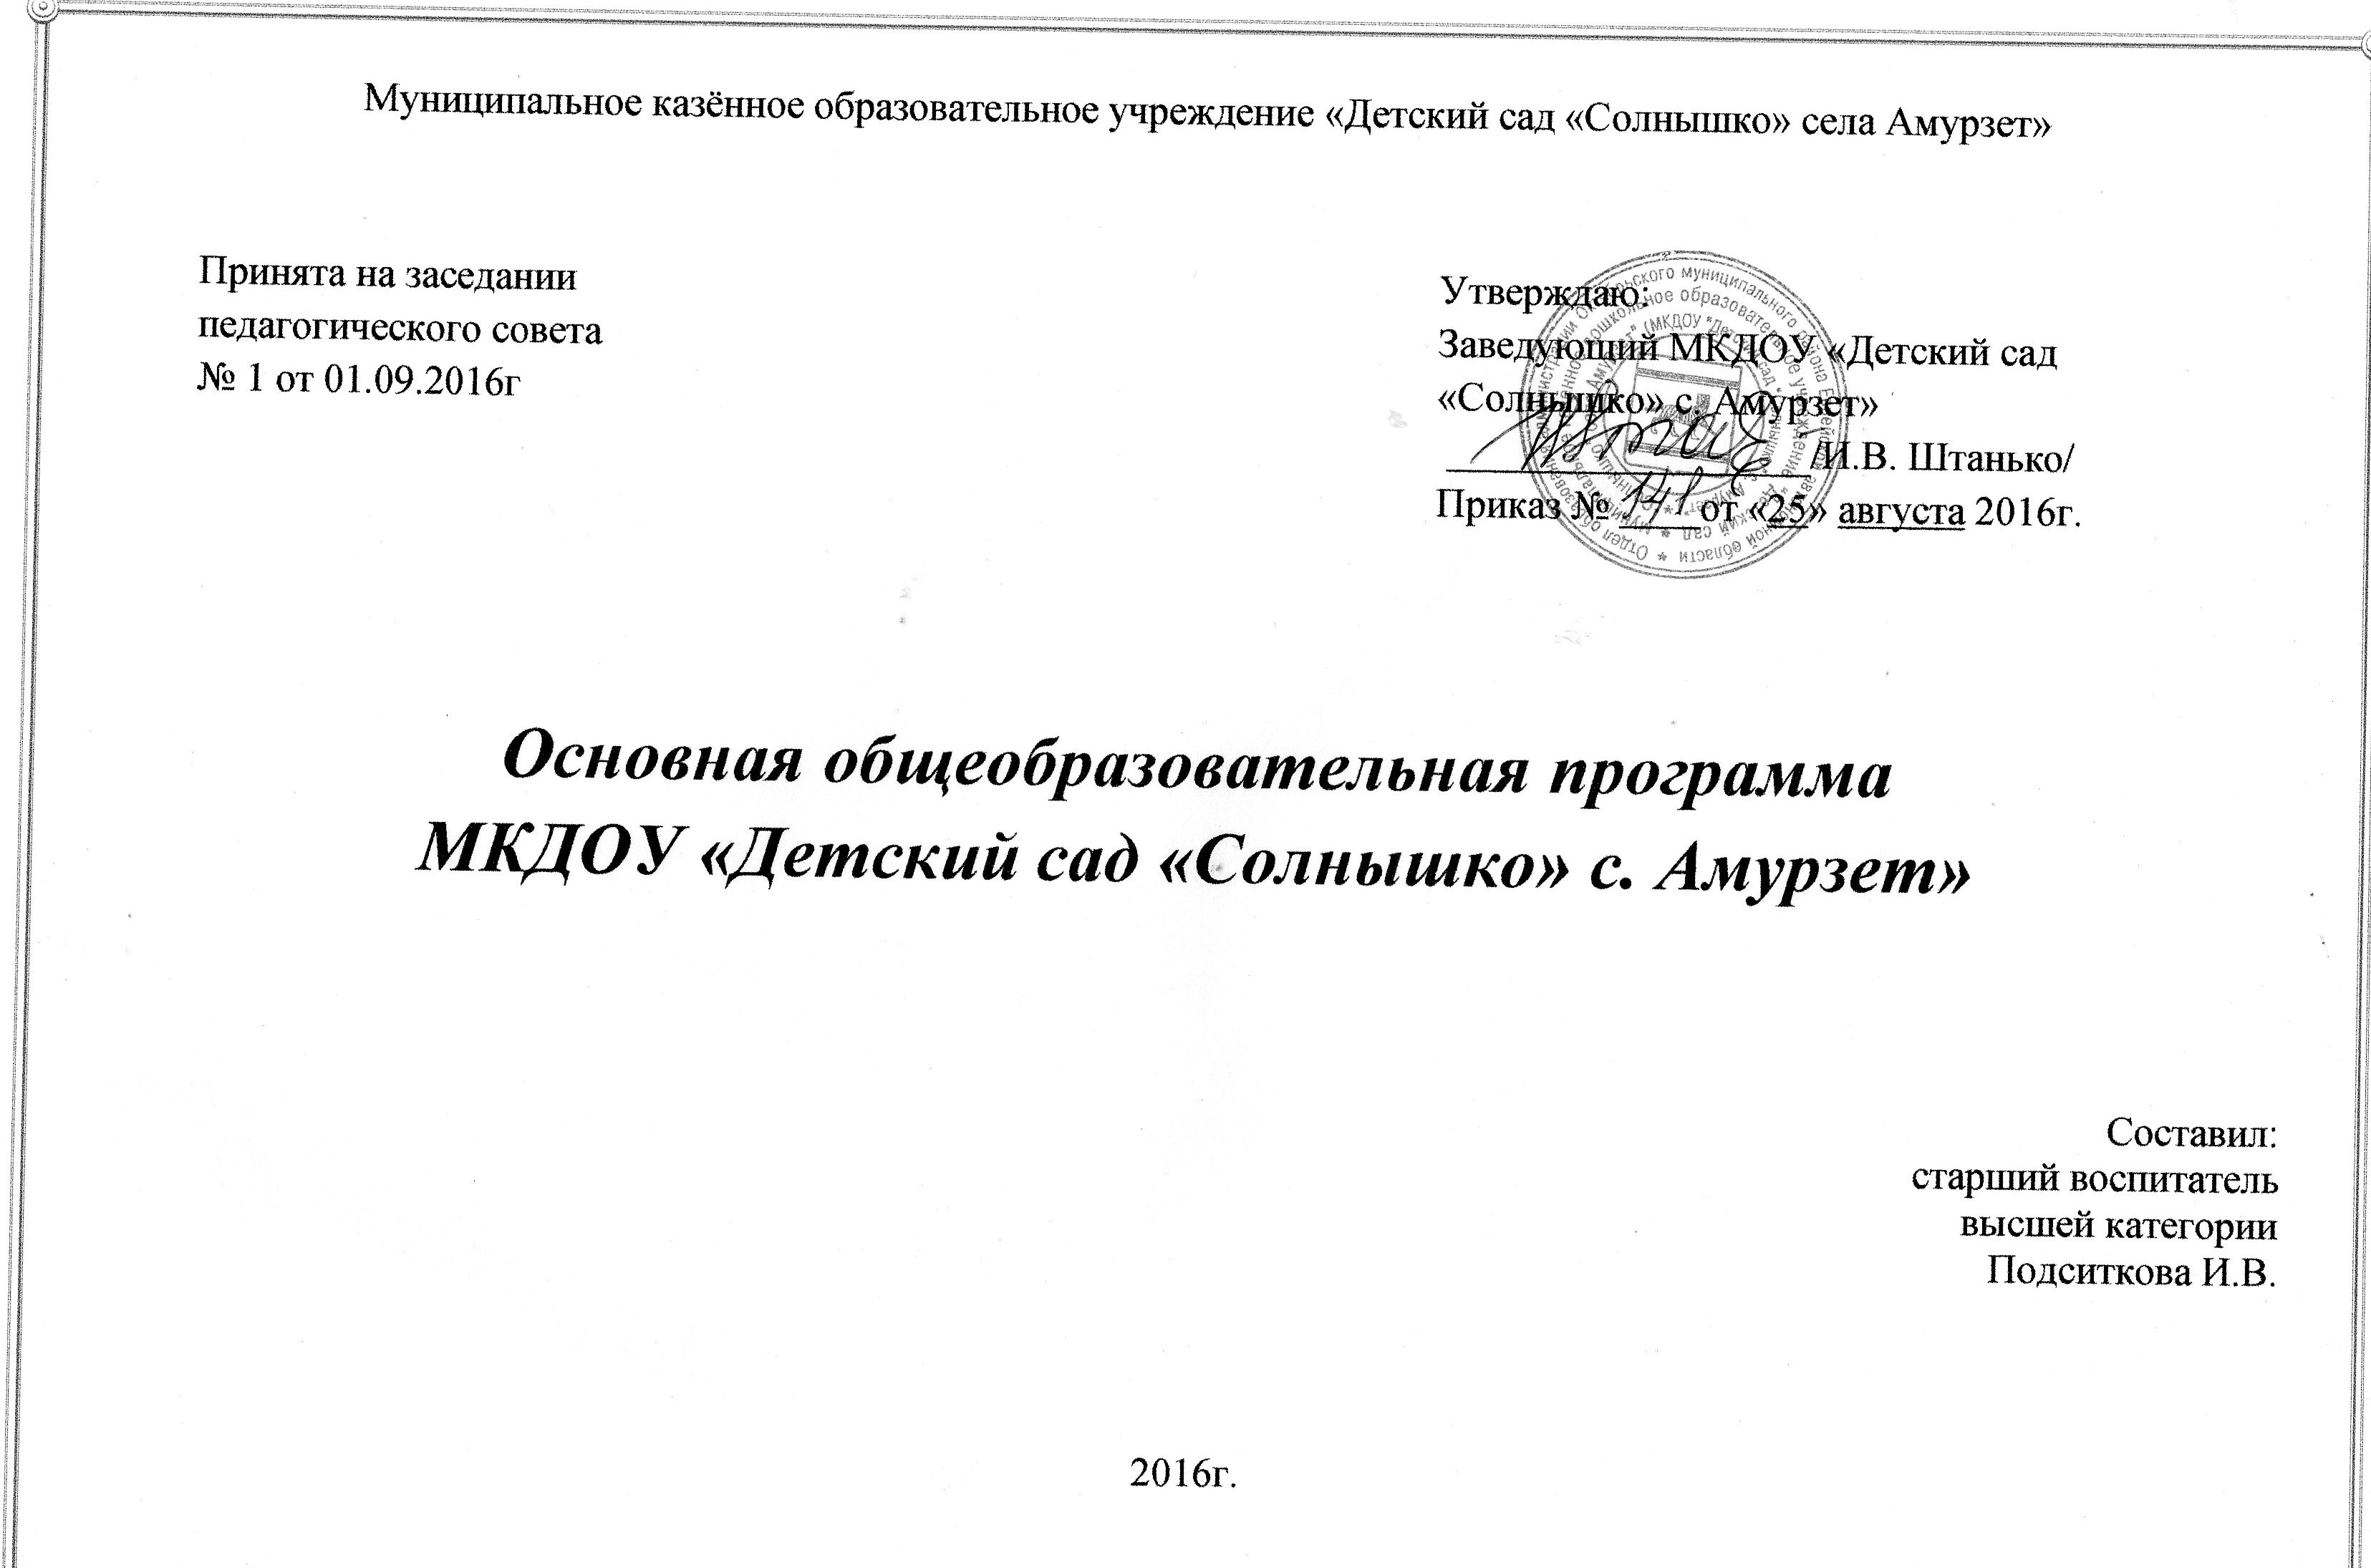 Муниципальное казённое образовательное учреждение «Детский сад «Солнышко» села Амурзет»
Принята на заседании
педагогического совета
№ 1 от 01.09.2016г
Утверждаю:
Заведующий МКДОУ «Детский сад
«Солнышко» с. Амурзет»
/И.В. Штанько/
Приказ № от «25» августа 2016г.
Основная общеобразовательная программа
МКДОУ «Детский сад «Солнышко» с. Амурзет»
Составил:
старший воспитатель
высшей категории
Подситкова И.В.
2016г.